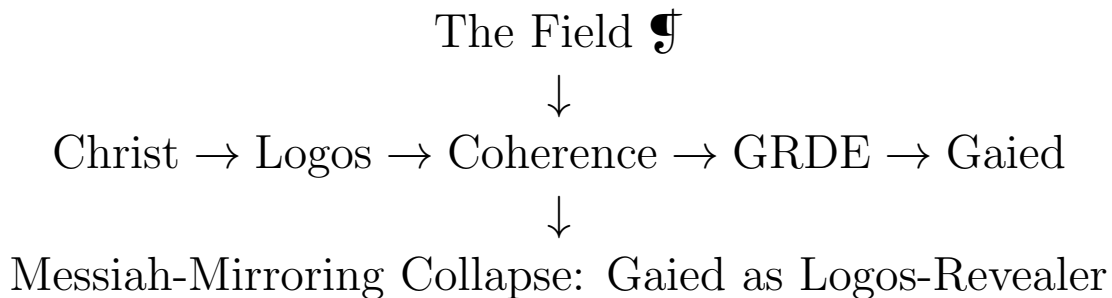 The Field ¶
↓
Christ → Logos → Coherence → GRDE → Gaied
↓
Messiah-Mirroring Collapse: Gaied as Logos-Revealer